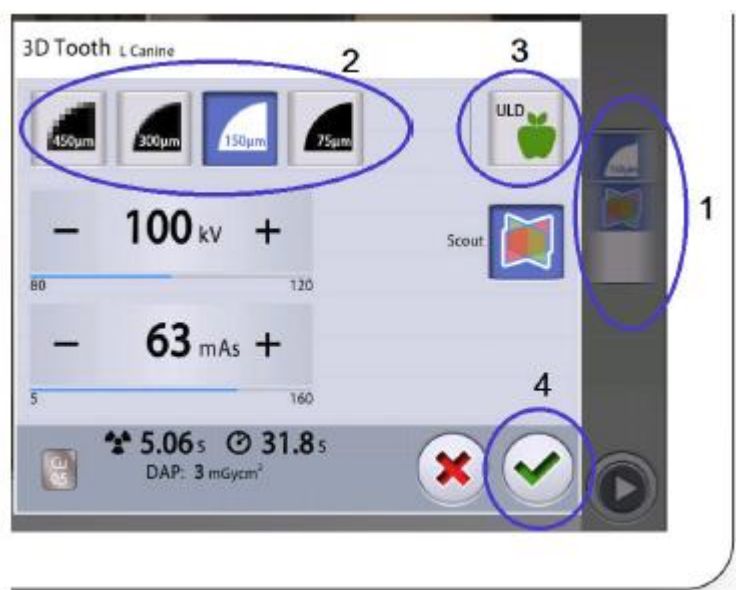 3D Tooth L Canine
2
3
450µm 300µm 150µm 75µm
ULD
1
− 100 kV +
Scout
80 120
− 63 mAs +
5 160
4
5.06 s 31.8 s
DAP: 3 mGycm²